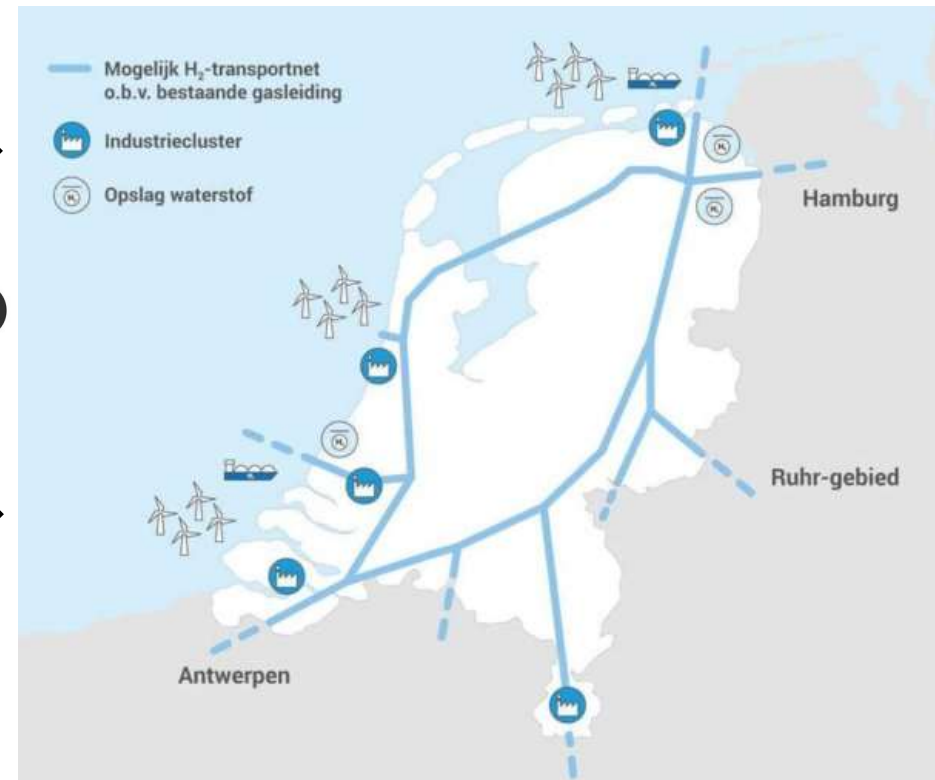 Mogelijk H₂-transportnet
o.b.v. bestaande gasleiding
Industriecluster
Opslag waterstof
Hamburg
Ruhr-gebied
Antwerpen